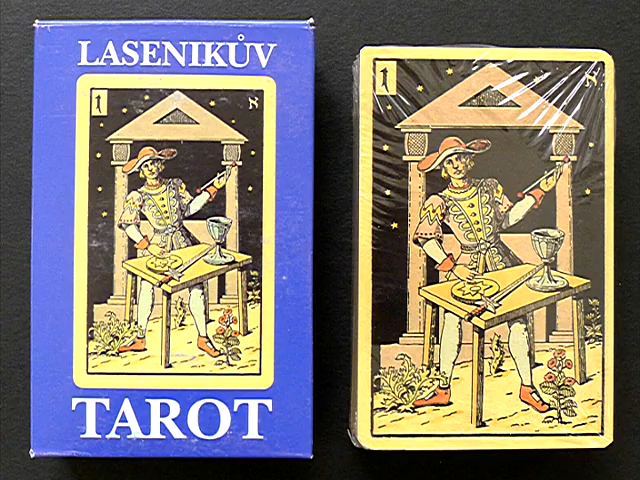 LASENIKŮV
1
א
TAROT
1
א